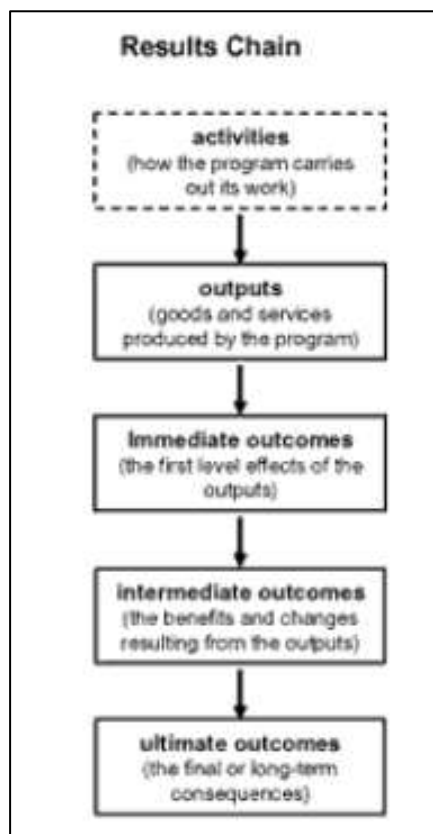 Results Chain
activities
(how the program carries
out its work)
outputs
(goods and services
produced by the program)
Immediate outcomes
(the first level effects of the
outputs)
intermediate outcomes
(the benefits and changes
resulting from the outputs)
ultimate outcomes
(the final or long-term
consequences)